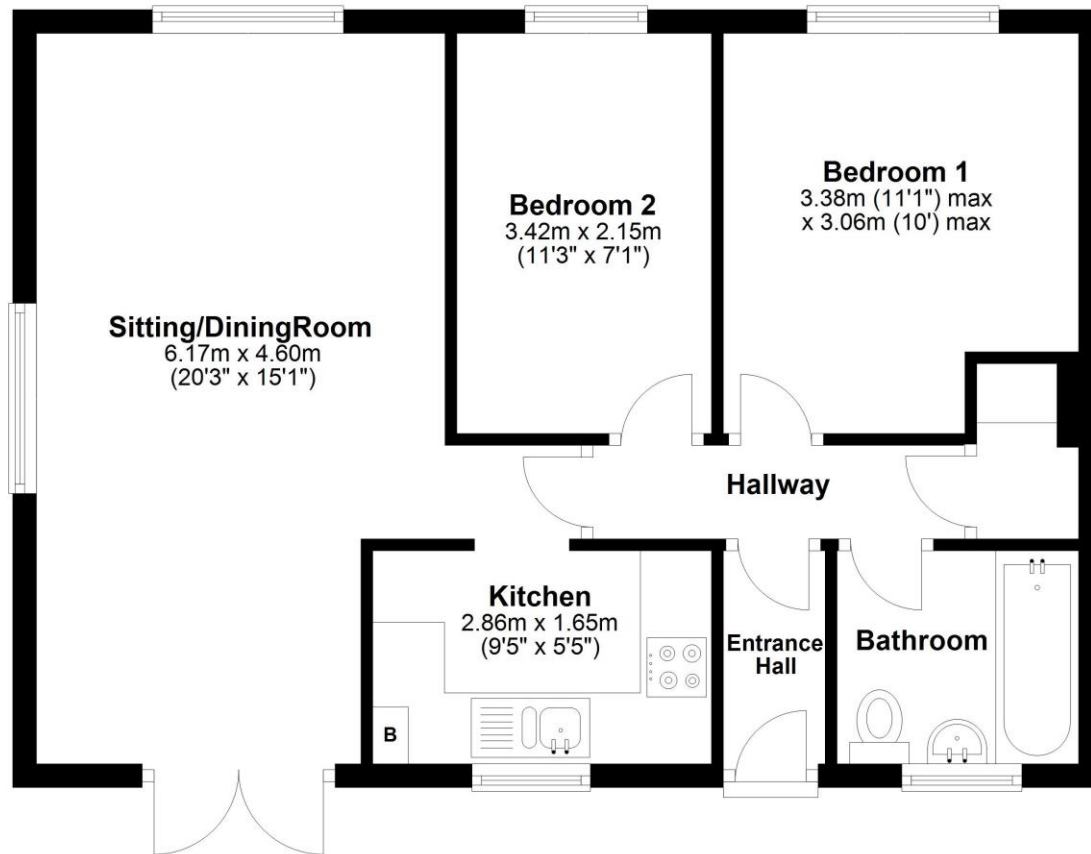 Sitting/DiningRoom
6.17m x 4.60m
(20'3" x 15'1")
Bedroom 2
3.42m x 2.15m
(11'3" x 7'1")
Bedroom 1
3.38m (11'1") max
x 3.06m (10') max
Hallway
Kitchen
2.86m x 1.65m
(9'5" x 5'5")
B
Entrance
Hall
Bathroom